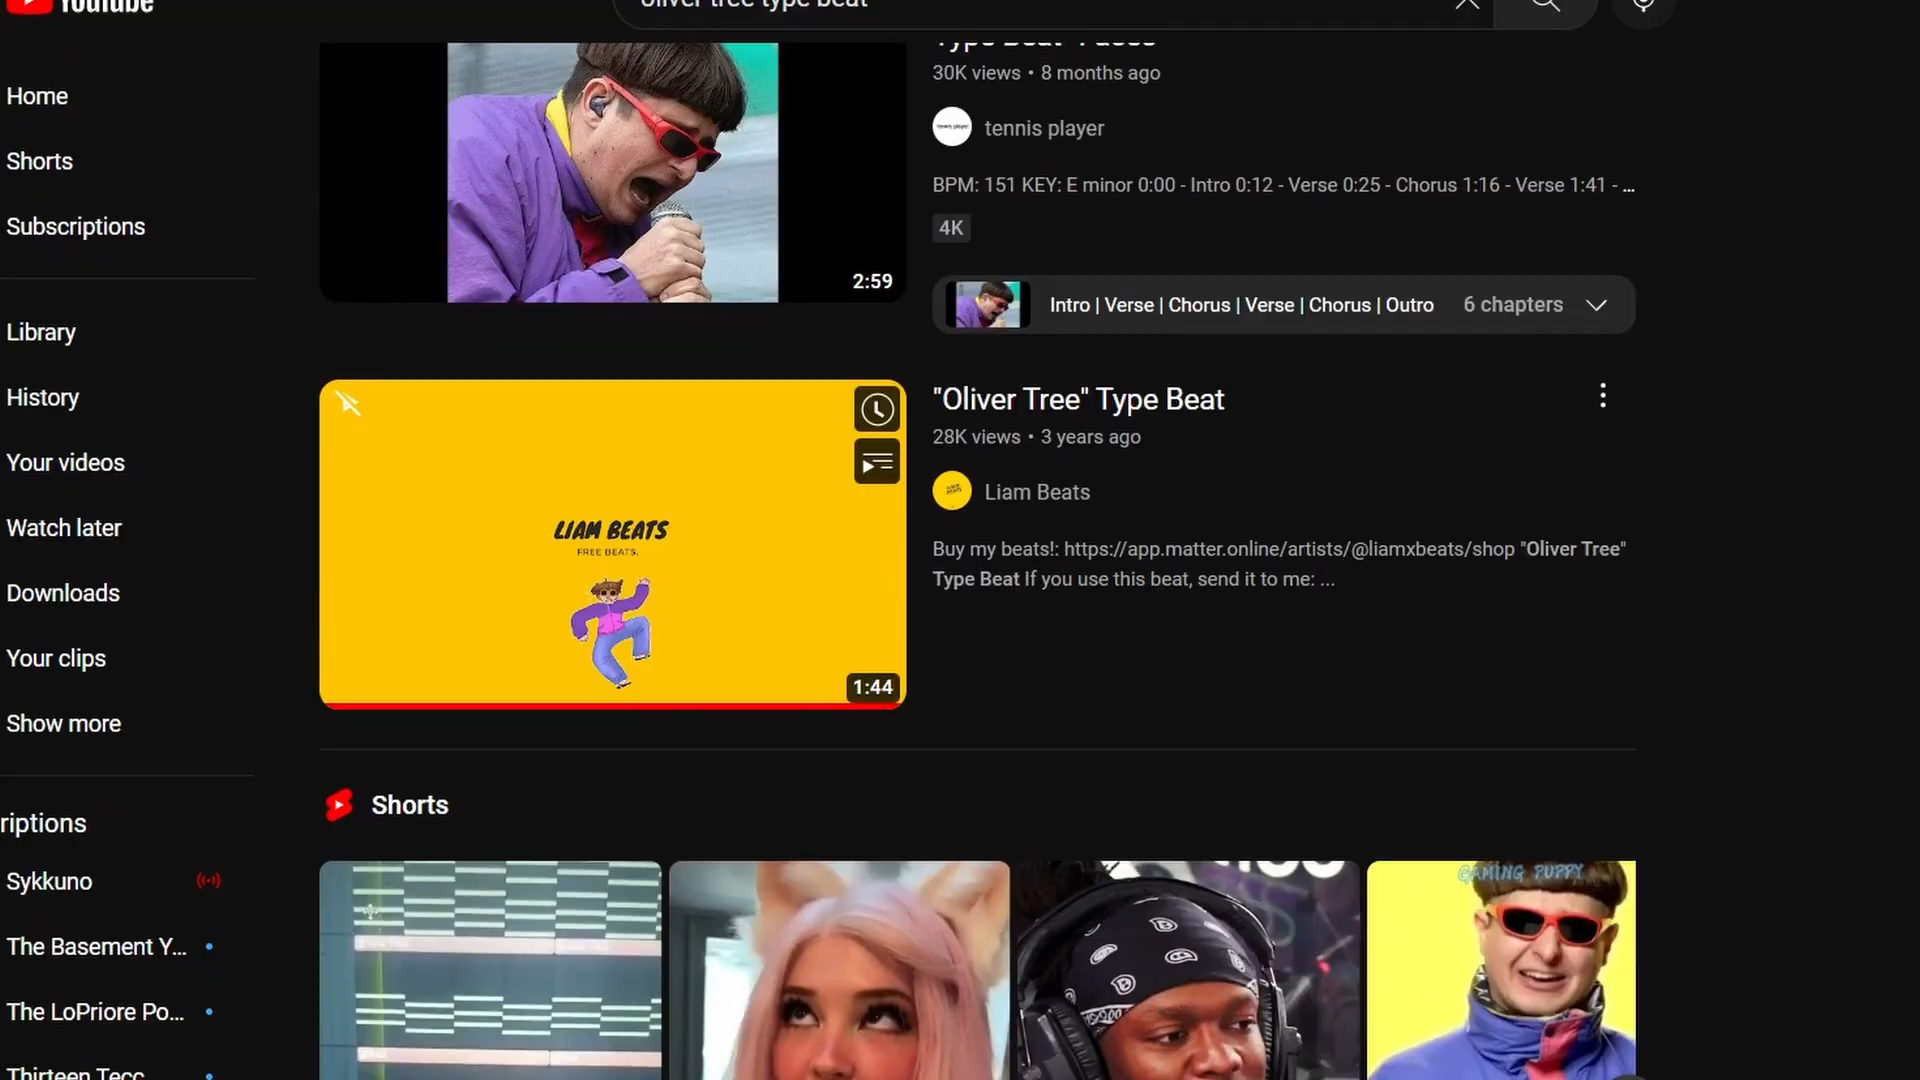 YouTube
oliver tree type beat
Home
Shorts
Subscriptions
Library
History
Your videos
Watch later
Downloads
Your clips
Show more
riptions
Sykkuno
The Basement Y...
The LoPriore Po...
Thirteen Tecc
2:59
Type Beat
30K views • 8 months ago
tennis player
BPM: 151 KEY: E minor 0:00 - Intro 0:12 - Verse 0:25 - Chorus 1:16 - Verse 1:41 - ...
4K
Intro | Verse | Chorus | Verse | Chorus | Outro 6 chapters
LIAM BEATS
FREE BEATS.
1:44
"Oliver Tree" Type Beat
28K views • 3 years ago
Liam Beats
Buy my beats!: https://app.matter.online/artists/@liamxbeats/shop "Oliver Tree"
Type Beat If you use this beat, send it to me: ...
Shorts
GAMING PUPPY